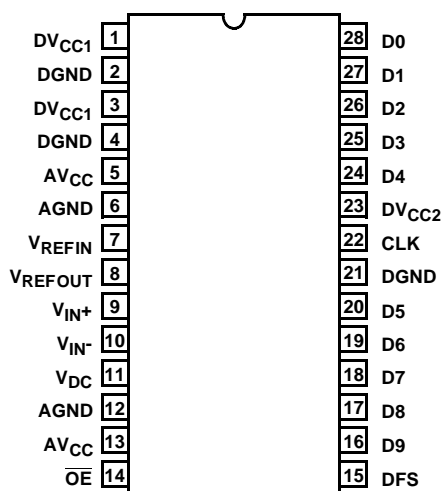 DVCC1 1 28 D0
DGND 2 27 D1
DVCC1 3 26 D2
DGND 4 25 D3
AVCC 5 24 D4
AGND 6 23 DVCC2
VREFIN 7 22 CLK
VREFOUT 8 21 DGND
VIN+ 9 20 D5
VIN- 10 19 D6
VDC 11 18 D7
AGND 12 17 D8
AVCC 13 16 D9
O̅E̅ 14 15 DFS